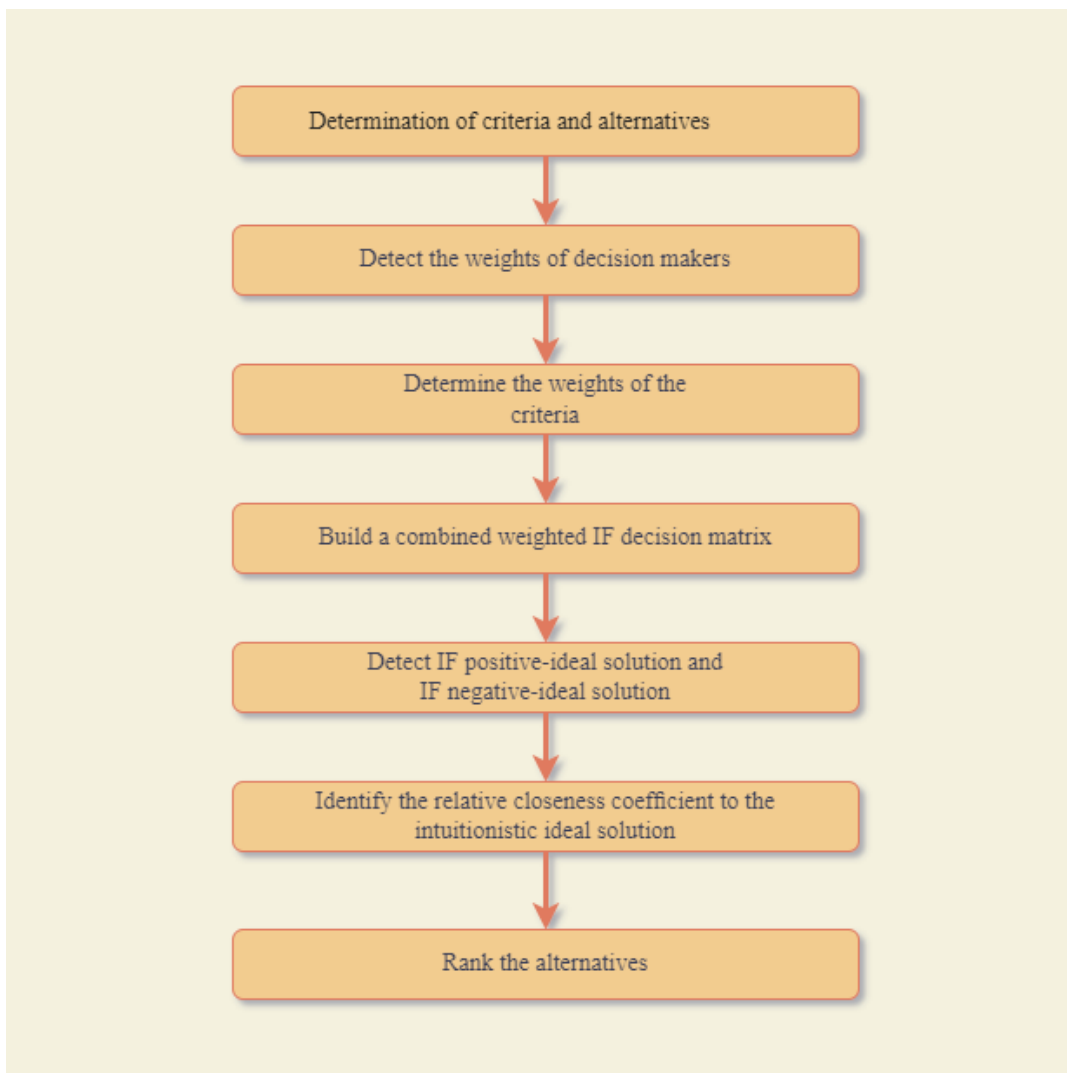 Determination of criteria and alternatives
Detect the weights of decision makers
Determine the weights of the
criteria
Build a combined weighted IF decision matrix
Detect IF positive-ideal solution and
IF negative-ideal solution
Identify the relative closeness coefficient to the
intuitionistic ideal solution
Rank the alternatives